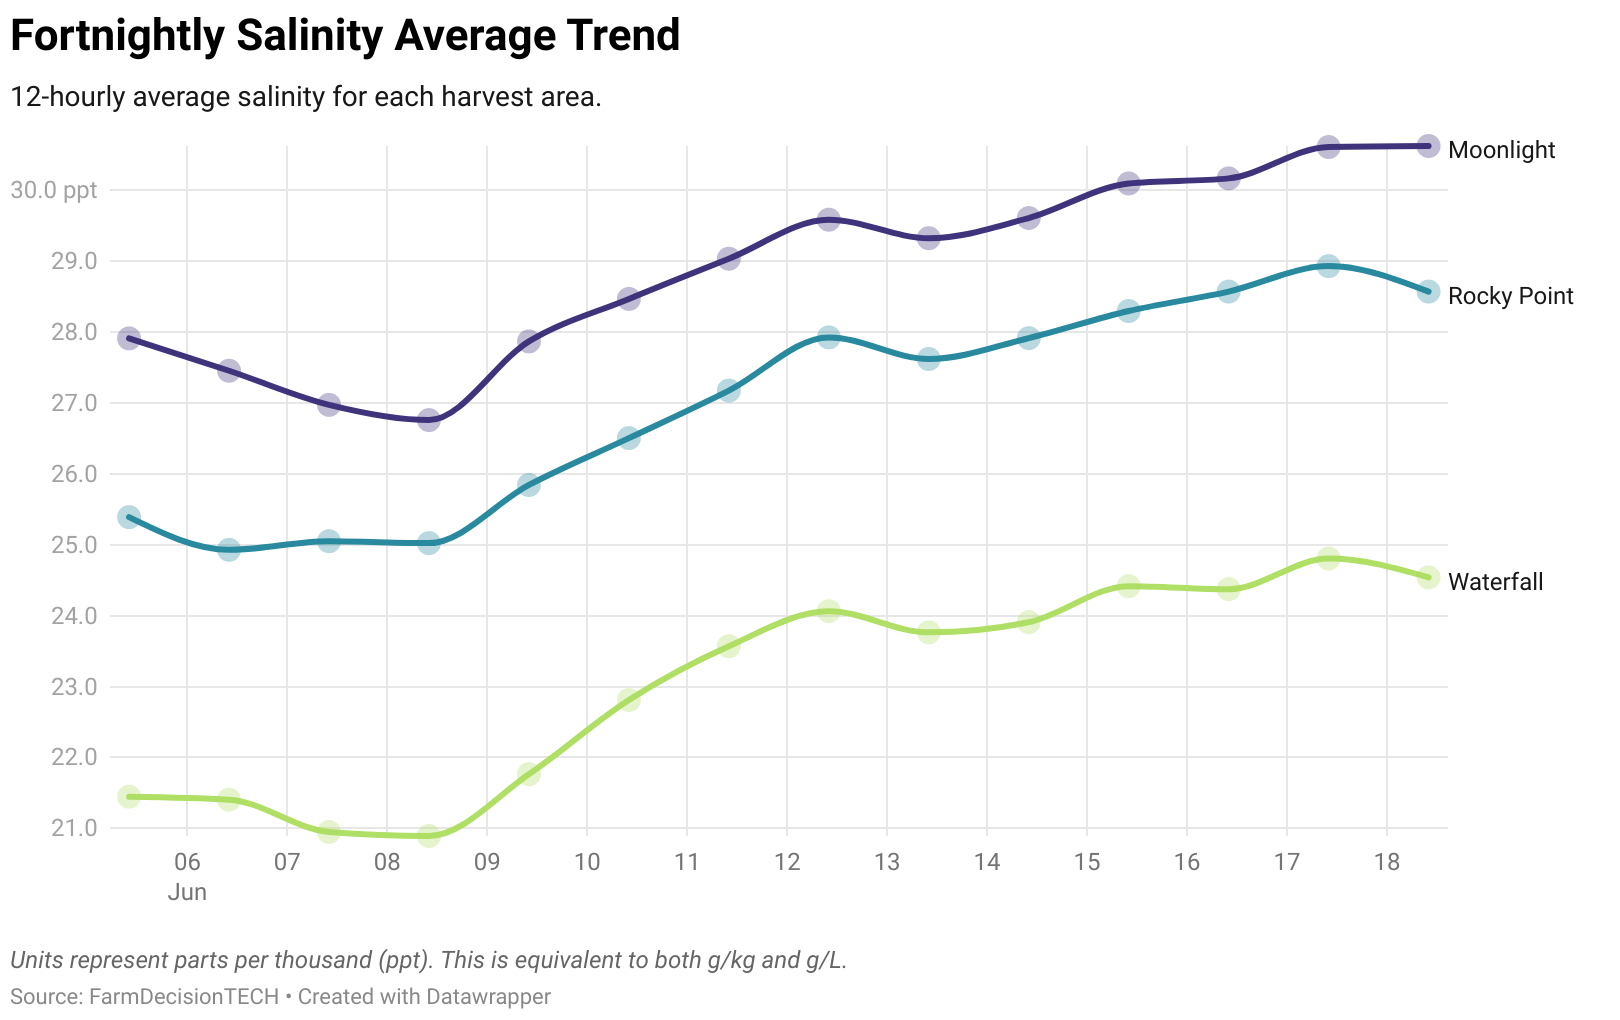 Fortnightly Salinity Average Trend
12-hourly average salinity for each harvest area.
Moonlight
30.0 ppt
29.0
Rocky Point
28.0
27.0
26.0
25.0
Waterfall
24.0
23.0
22.0
21.0
06 07 08 09 10 11 12 13 14 15 16 17 18
Jun
Units represent parts per thousand (ppt). This is equivalent to both g/kg and g/L.
Source: FarmDecisionTECH • Created with Datawrapper